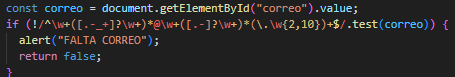 const correo = document.getElementById("correo").value;
if (!/^\w+([.-_+]?\w+)*@\w+([.-]?\w+)*(\.\w{2,10})+$/.test(correo)) {
alert("FALTA CORREO");
return false;
}